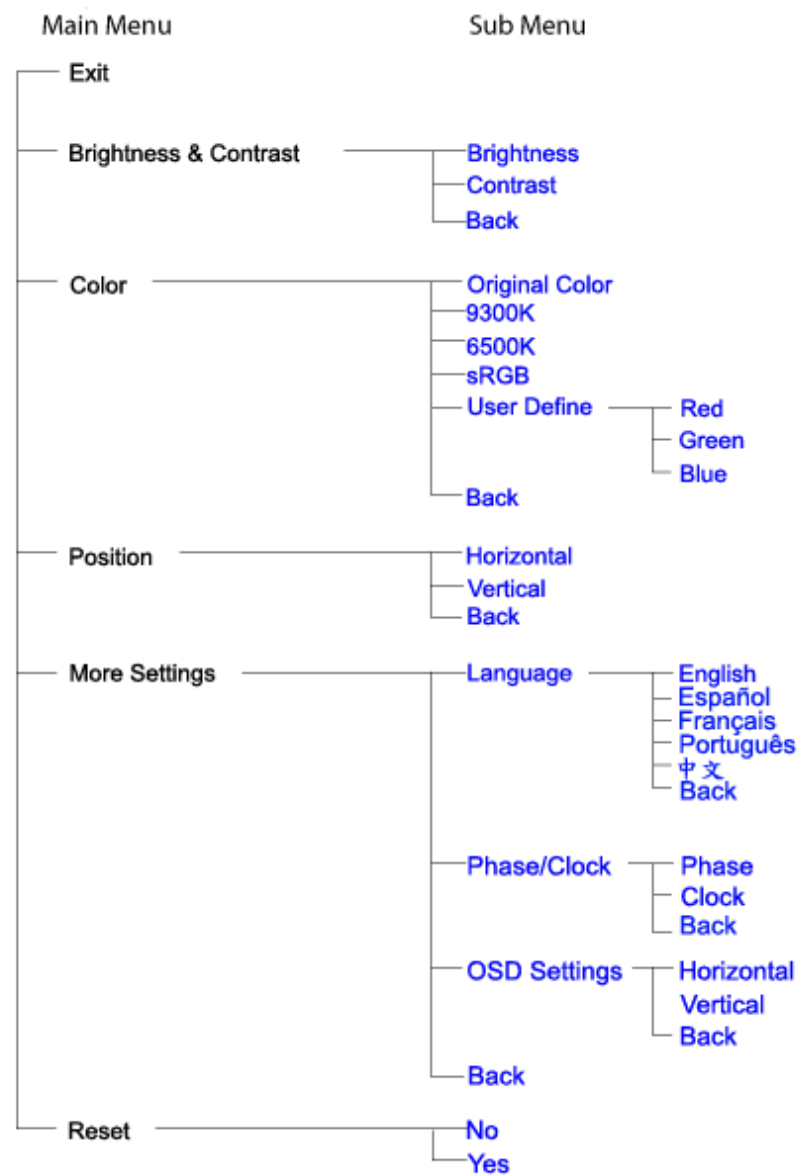 Main Menu Sub Menu
Exit
Brightness & Contrast Brightness
Contrast
Back
Color Original Color
9300K
6500K
sRGB
User Define Red
Green
Blue
Back
Position Horizontal
Vertical
Back
More Settings Language English
Español
Français
Português
中文
Back
Phase/Clock Phase
Clock
Back
OSD Settings Horizontal
Vertical
Back
Back
Reset No
Yes